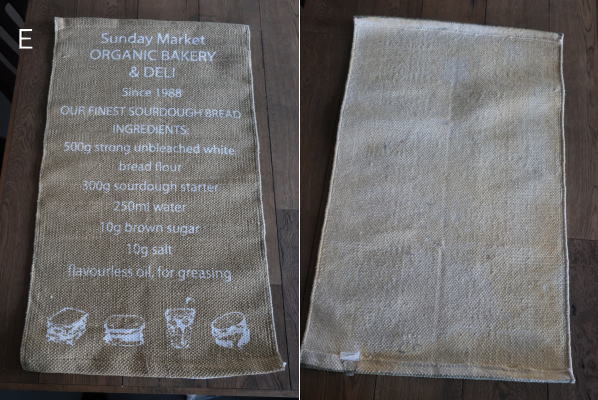 E
Sunday Market
ORGANIC BAKERY
& DELI
Since 1988
OUR FINEST SOURDOUGH BREAD
INGREDIENTS:
500g strong unbleached white
bread flour
300g sourdough starter
250ml water
10g brown sugar
10g salt
flavourless oil, for greasing